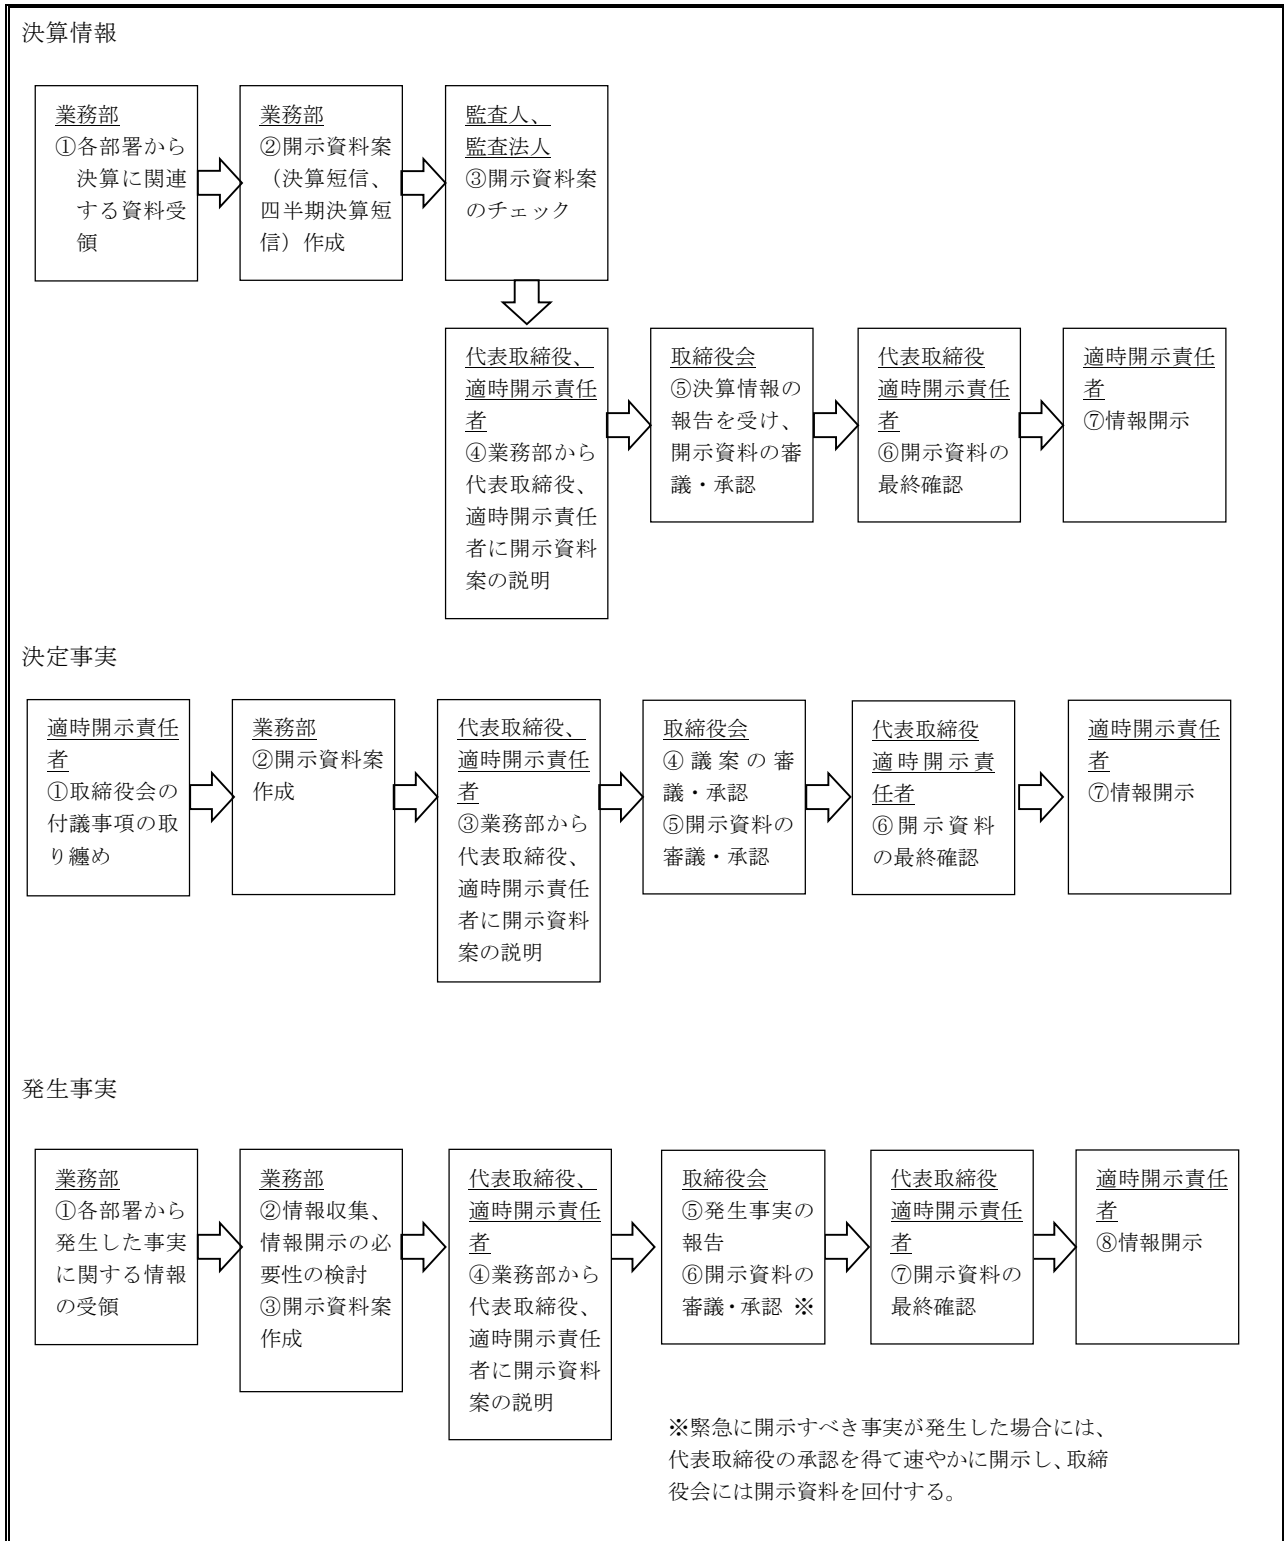 決算情報
業務部
①各部署から
決算に関連
する資料受
領
業務部
②開示資料案
（決算短信、
四半期決算短
信）作成
監査人、
監査法人
③開示資料案
のチェック
代表取締役、
適時開示責任
者
④業務部から
代表取締役、
適時開示責任
者に開示資料
案の説明
取締役会
⑤決算情報の
報告を受け、
開示資料の審
議・承認
代表取締役
適時開示責任
者
⑥開示資料の
最終確認
適時開示責任
者
⑦情報開示
決定事実
適時開示責任
者
①取締役会の
付議事項の取
り纏め
業務部
②開示資料案
作成
代表取締役、
適時開示責任
者
③業務部から
代表取締役、
適時開示責任
者に開示資料
案の説明
取締役会
④議案の審
議・承認
⑤開示資料の
審議・承認
代表取締役
適時開示責
任者
⑥開示資料
の最終確認
適時開示責任
者
⑦情報開示
発生事実
業務部
①各部署から
発生した事実
に関する情報
の受領
業務部
②情報収集、
情報開示の必
要性の検討
③開示資料案
作成
代表取締役、
適時開示責任
者
④業務部から
代表取締役、
適時開示責任
者に開示資料
案の説明
取締役会
⑤発生事実の
報告
⑥開示資料の
審議・承認 ※
代表取締役
適時開示責任
者
⑦開示資料の
最終確認
適時開示責任
者
⑧情報開示
※緊急に開示すべき事実が発生した場合には、
代表取締役の承認を得て速やかに開示し、取締
役会には開示資料を回付する。